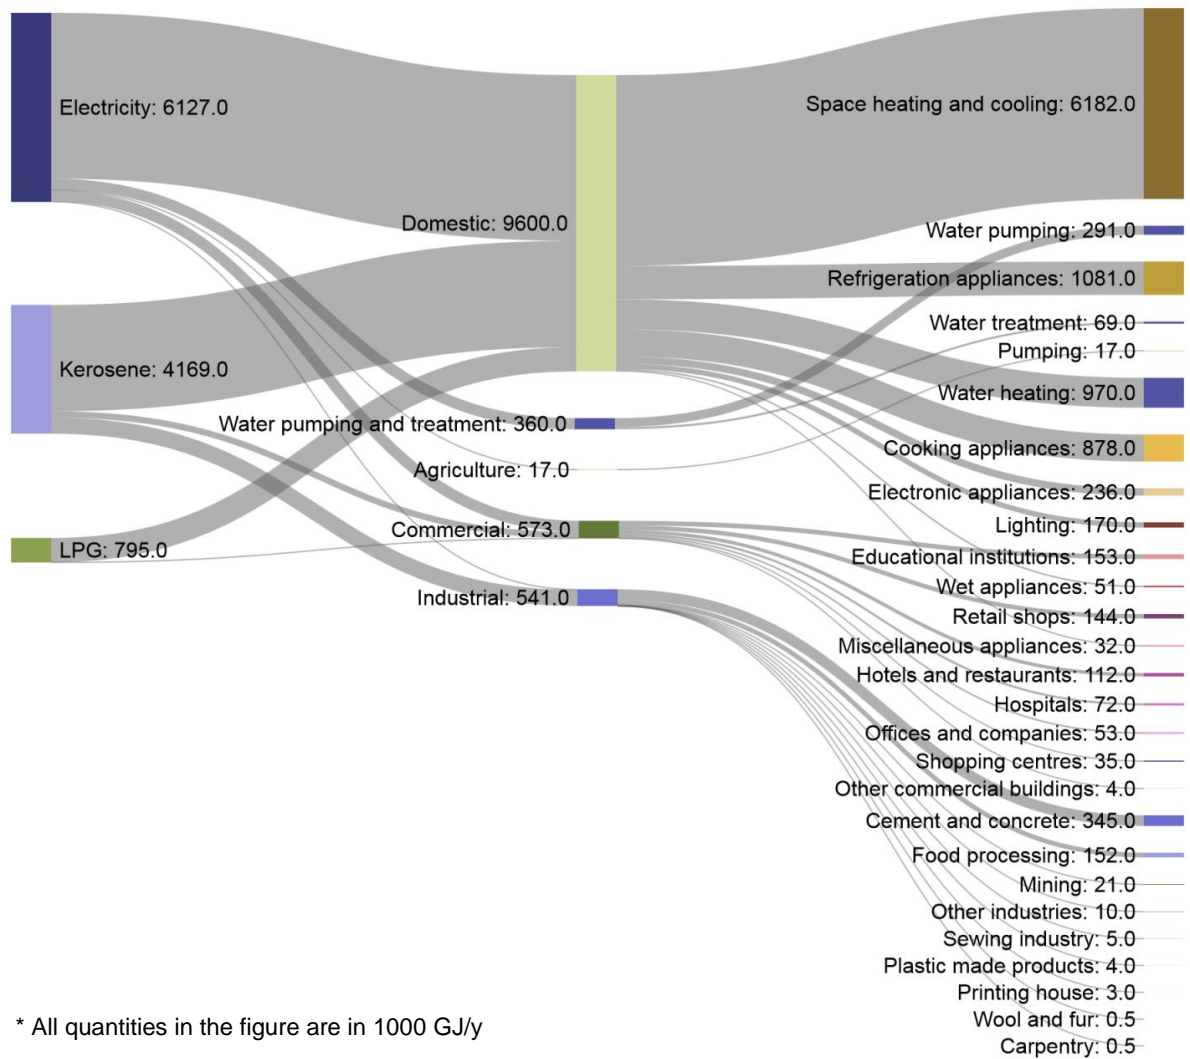 Electricity: 6127.0
Kerosene: 4169.0
LPG: 795.0
Domestic: 9600.0
Water pumping and treatment: 360.0
Agriculture: 17.0
Commercial: 573.0
Industrial: 541.0
Space heating and cooling: 6182.0
Water pumping: 291.0
Refrigeration appliances: 1081.0
Water treatment: 69.0
Pumping: 17.0
Water heating: 970.0
Cooking appliances: 878.0
Electronic appliances: 236.0
Lighting: 170.0
Educational institutions: 153.0
Wet appliances: 51.0
Retail shops: 144.0
Miscellaneous appliances: 32.0
Hotels and restaurants: 112.0
Hospitals: 72.0
Offices and companies: 53.0
Shopping centres: 35.0
Other commercial buildings: 4.0
Cement and concrete: 345.0
Food processing: 152.0
Mining: 21.0
Other industries: 10.0
Sewing industry: 5.0
Plastic made products: 4.0
Printing house: 3.0
Wool and fur: 0.5
Carpentry: 0.5
* All quantities in the figure are in 1000 GJ/y